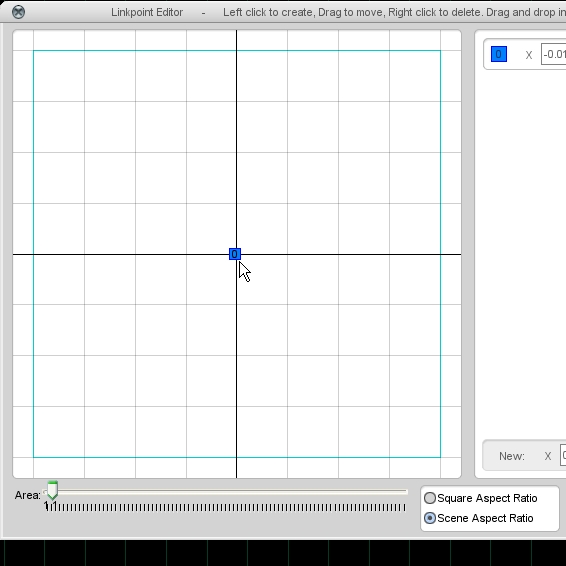 Linkpoint Editor - Left click to create, Drag to move, Right click to delete. Drag and drop in
0 X -0.01
0
New: X
Area:
Square Aspect Ratio
Scene Aspect Ratio